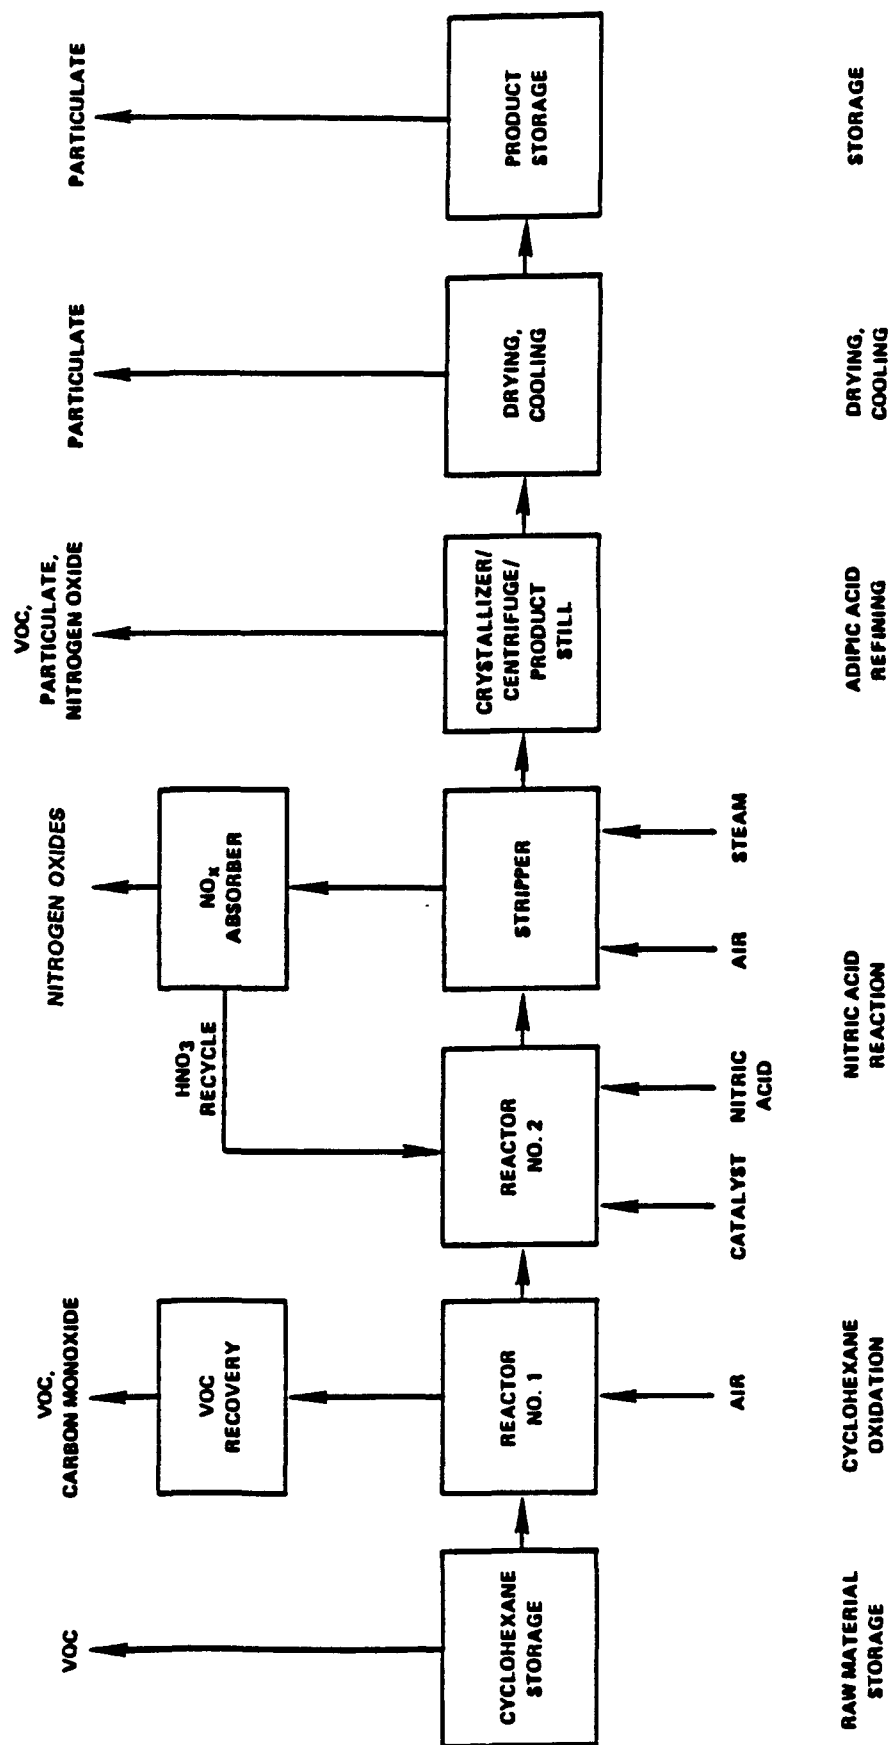 VOC
VOC,
CARBON MONOXIDE
NITROGEN OXIDES
VOC,
PARTICULATE,
NITROGEN OXIDE
PARTICULATE
PARTICULATE
VOC
RECOVERY
HNO3
RECYCLE
NOx
ABSORBER
CYCLOHEXANE
STORAGE
REACTOR
NO. 1
REACTOR
NO. 2
STRIPPER
CRYSTALLIZER/
CENTRIFUGE/
PRODUCT
STILL
DRYING,
COOLING
PRODUCT
STORAGE
AIR
CATALYST
NITRIC
ACID
AIR
STEAM
RAW MATERIAL
STORAGE
CYCLOHEXANE
OXIDATION
NITRIC ACID
REACTION
ADIPIC ACID
REFINING
DRYING,
COOLING
STORAGE